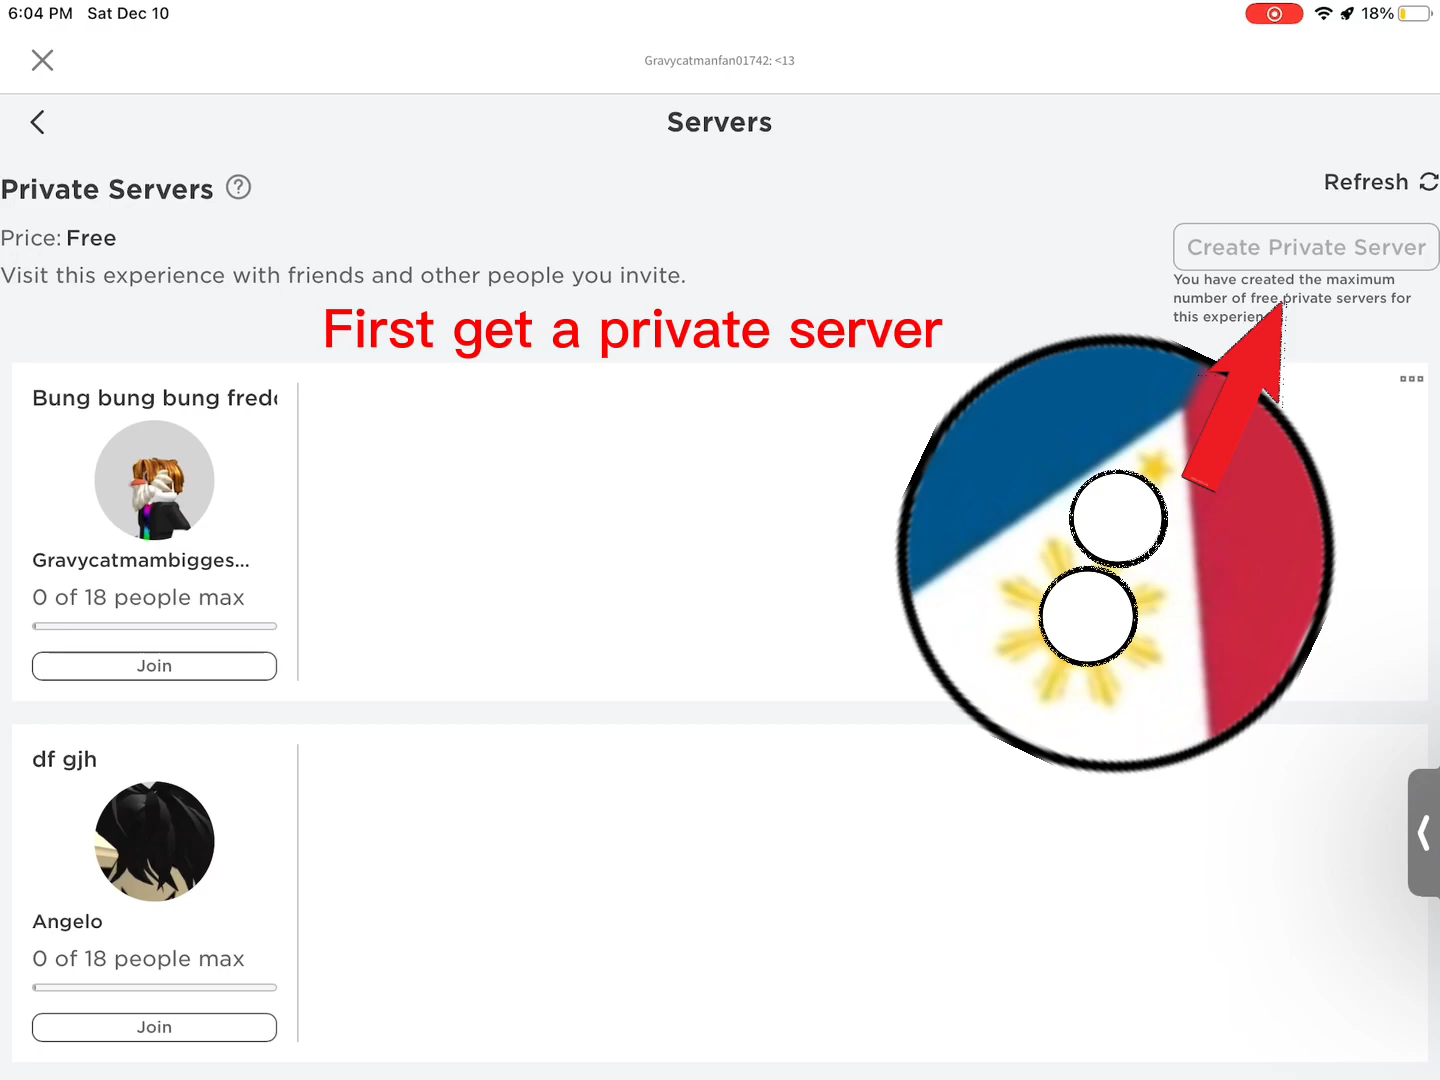 6:04 PM Sat Dec 10
18%
Gravycatmanfan01742: <13
Servers
Private Servers
Refresh
Price: Free
Create Private Server
Visit this experience with friends and other people you invite.
You have created the maximum
number of free private servers for
this experien
First get a private server
Bung bung bung fred
Gravycatmambigges...
0 of 18 people max
Join
df gjh
Angelo
0 of 18 people max
Join